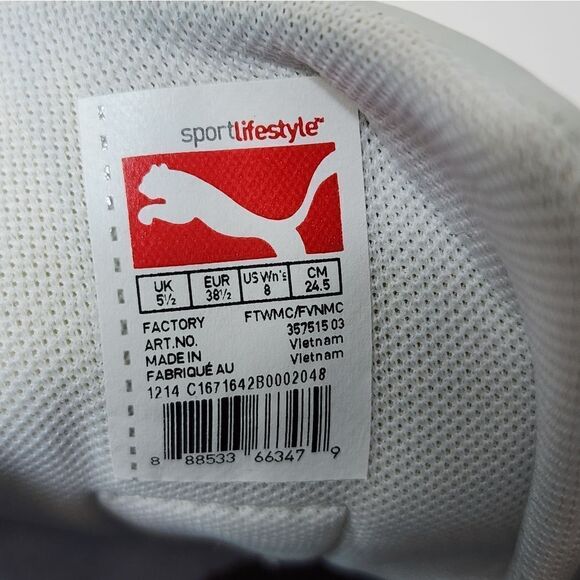 sportlifestyle™
UK EUR US Wn's CM
5½ 38½ 8 24.5
FACTORY FTWMC/FVNMC
ART.NO. 357515 03
MADE IN Vietnam
FABRIQUÉ AU Vietnam
1214 C1671642B0002048
8 88533 66347 9